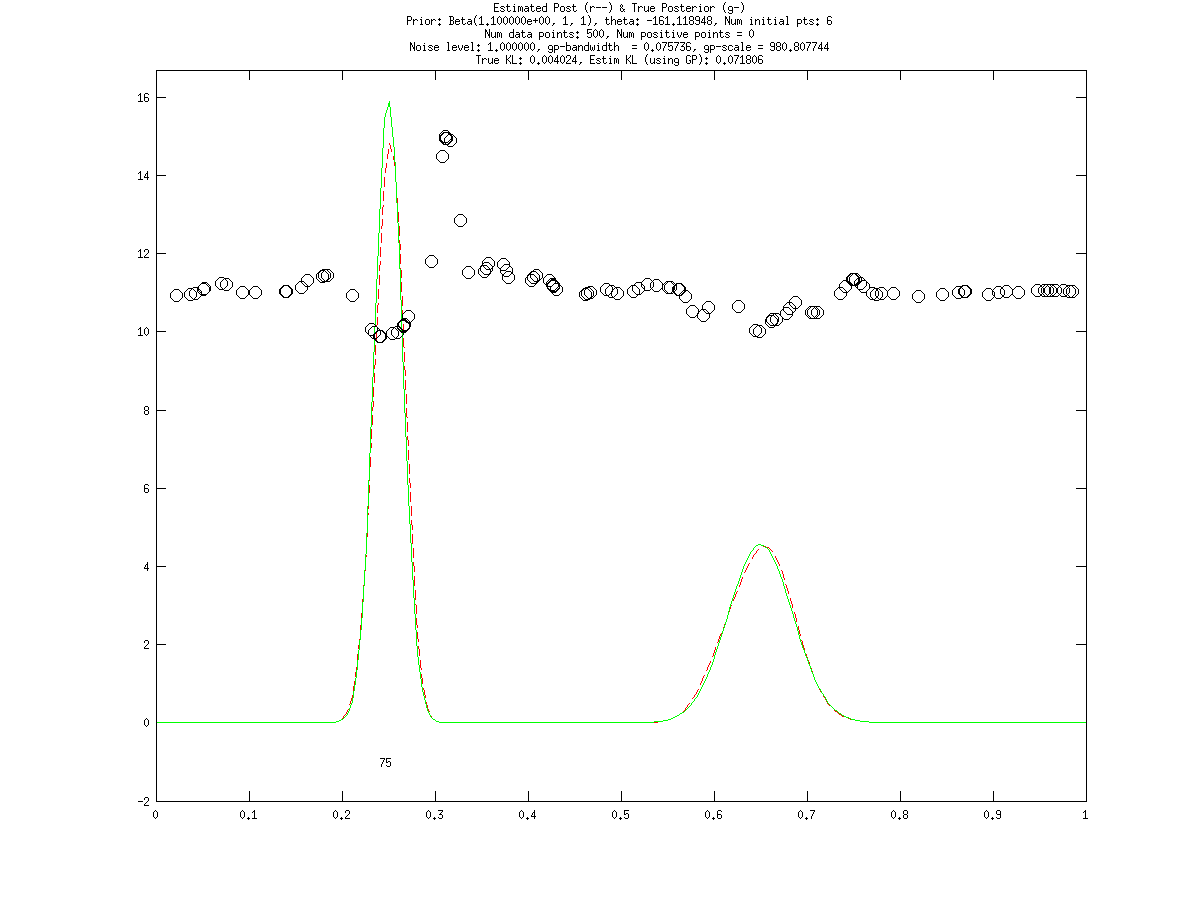 Estimated Post (r--) & True Posterior (g-)
Prior: Beta(1.100000e+00, 1, 1), theta: -161.118948, Num initial pts: 6
Num data points: 500, Num positive points = 0
Noise level: 1.000000, gp-bandwidth  = 0.075736, gp-scale = 980.807744
True KL: 0.004024, Estim KL (using GP): 0.071806
16
14
12
10
8
6
4
2
0
75
-2
0 0.1 0.2 0.3 0.4 0.5 0.6 0.7 0.8 0.9 1